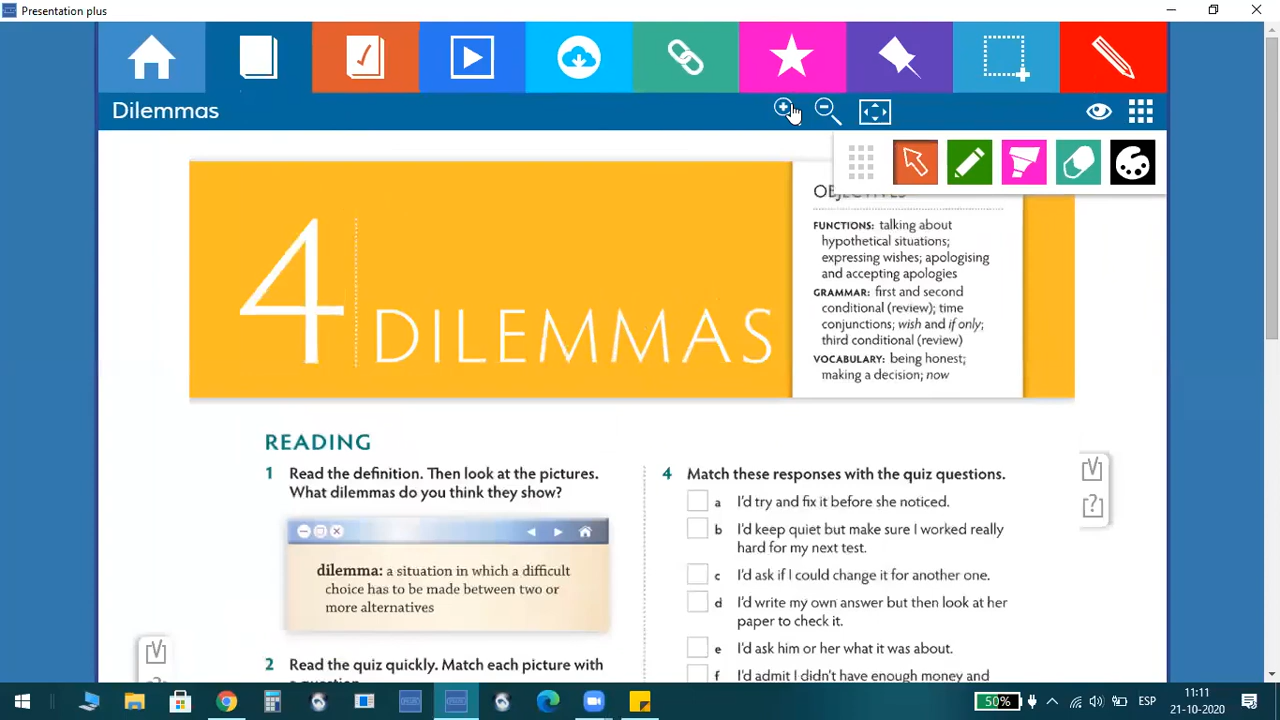 Presentation plus
Dilemmas
4 DILEMMAS
OBJECTIVES
FUNCTIONS: talking about
hypothetical situations;
expressing wishes; apologising
and accepting apologies
GRAMMAR: first and second
conditional (review); time
conjunctions; wish and if only;
third conditional (review)
VOCABULARY: being honest;
making a decision; now
READING
1 Read the definition. Then look at the pictures.
What dilemmas do you think they show?
dilemma: a situation in which a difficult
choice has to be made between two or
more alternatives
2 Read the quiz quickly. Match each picture with
a question.
4 Match these responses with the quiz questions.
a I'd try and fix it before she noticed.
b I'd keep quiet but make sure I worked really
hard for my next test.
c I'd ask if I could change it for another one.
d I'd write my own answer but then look at her
paper to check it.
e I'd ask him or her what it was about.
f I'd admit I didn't have enough money and
50%
ESP
11:11
21-10-2020